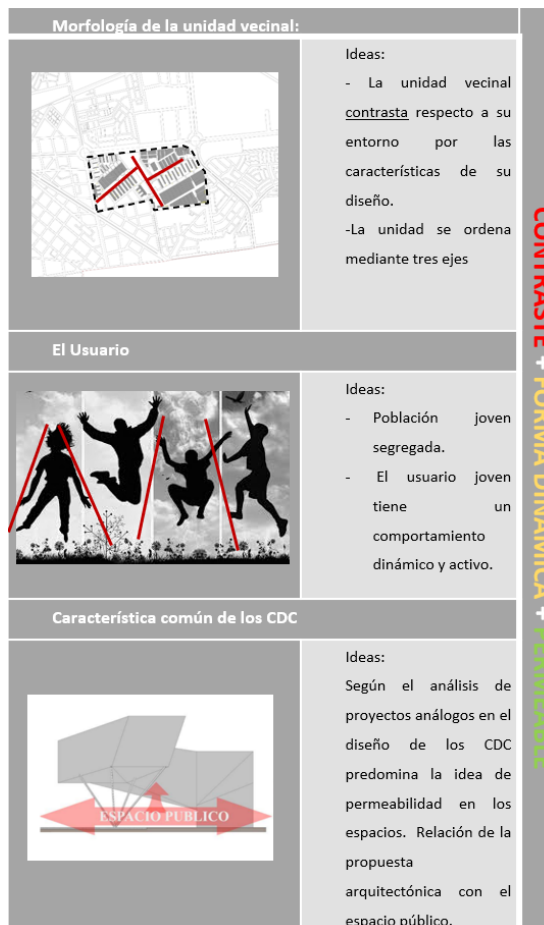 Morfología de la unidad vecinal:
Ideas:
- La unidad vecinal
contrasta respecto a su
entorno por las
características de su
diseño.
-La unidad se ordena
mediante tres ejes
El Usuario
Ideas:
- Población joven
segregada.
- El usuario joven
tiene un
comportamiento
dinámico y activo.
Característica común de los CDC
ESPACIO PUBLICO
Ideas:
Según el análisis de
proyectos análogos en el
diseño de los CDC
predomina la idea de
permeabilidad en los
espacios. Relación de la
propuesta
arquitectónica con el
espacio público.
CONTRASTE + FORMA DINAMICA + PERMEABLE